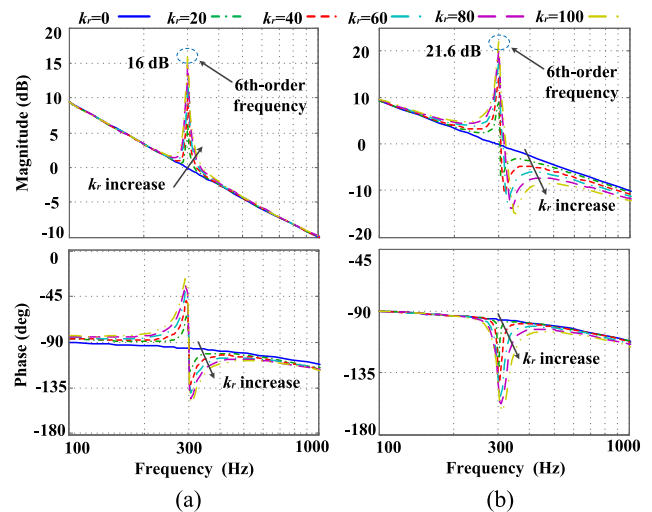 kr=0 kr=20 kr=40 kr=60 kr=80 kr=100
20
15
10
5
0
-5
-10
Magnitude (dB)
16 dB
6th-order
frequency
kr increase
0
-45
-90
-135
-180
Phase (deg)
kr increase
100 300 1000
Frequency (Hz)
(a)
20
10
0
-10
-20
21.6 dB
6th-order
frequency
kr increase
-45
-90
-135
-180
kr increase
100 300 1000
Frequency (Hz)
(b)